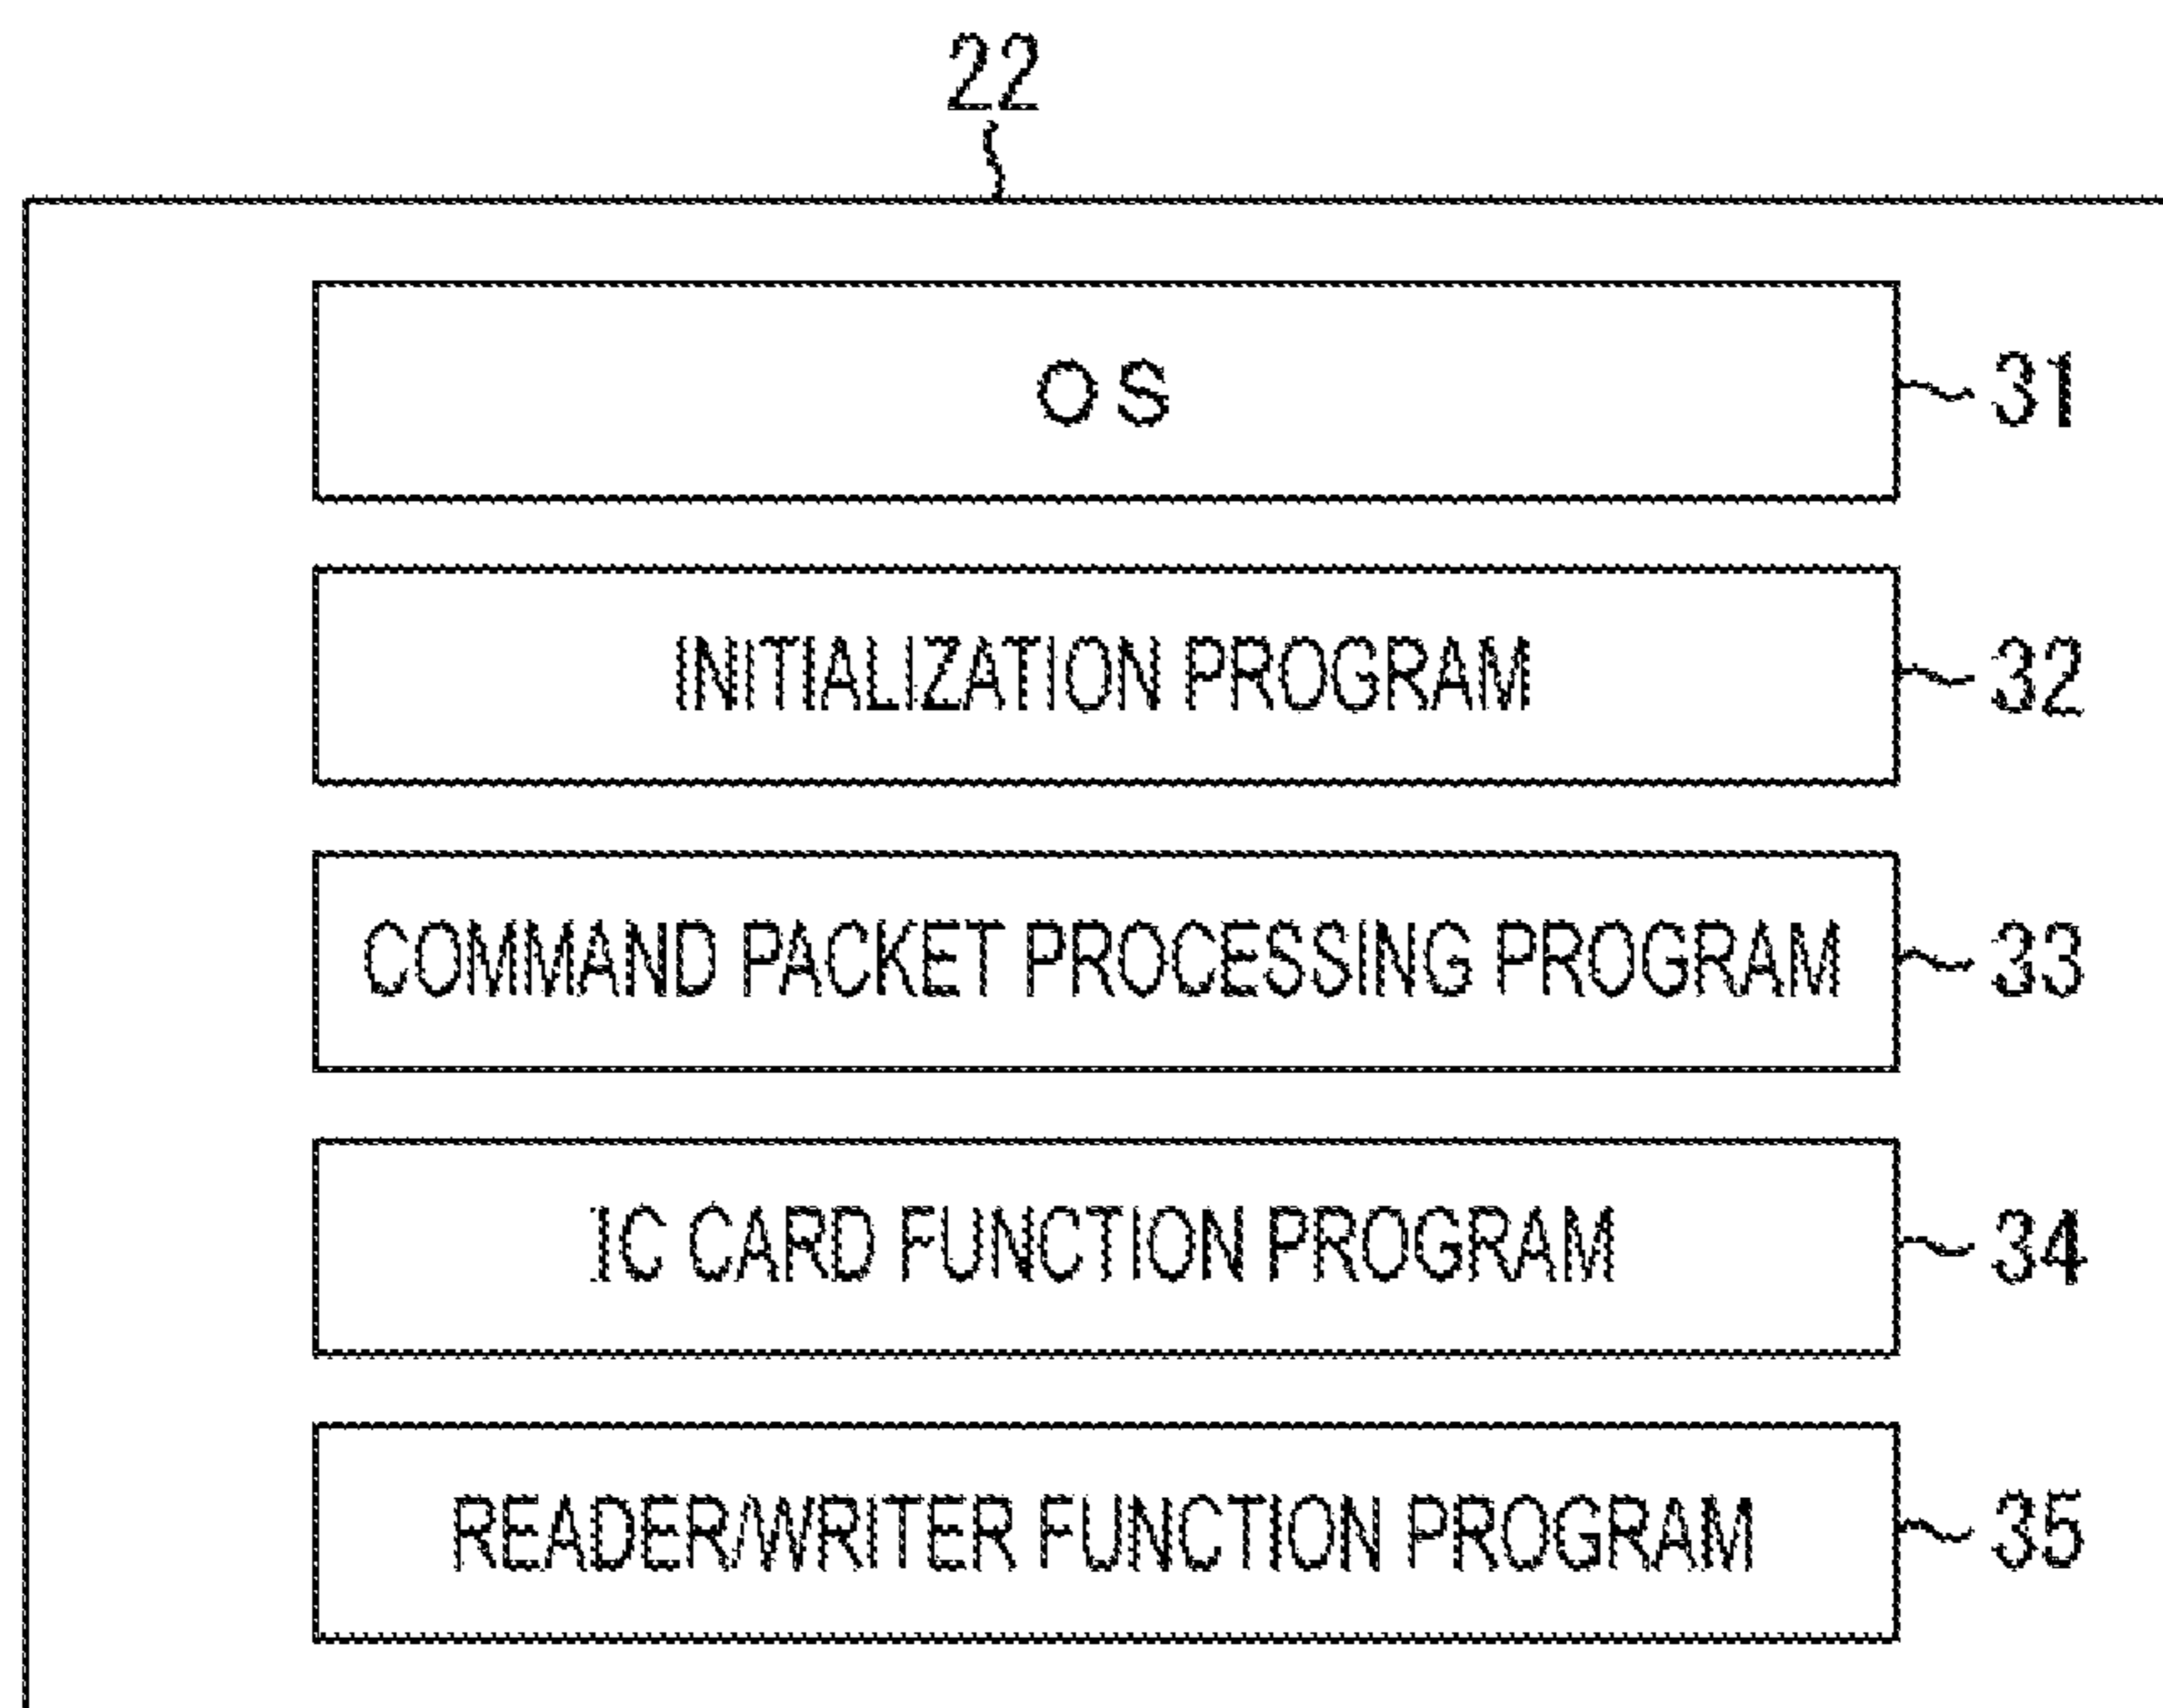 22
OS 31
INITIALIZATION PROGRAM 32
COMMAND PACKET PROCESSING PROGRAM 33
IC CARD FUNCTION PROGRAM 34
READER/WRITER FUNCTION PROGRAM 35